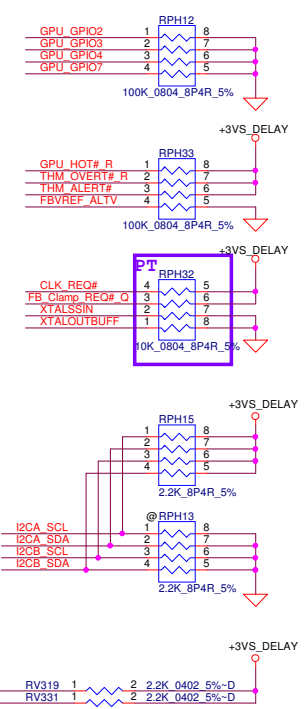 RPH12
GPU_GPIO2 1 8
GPU_GPIO3 2 7
GPU_GPIO4 3 6
GPU_GPIO7 4 5
100K_0804_8P4R_5%
+3VS_DELAY
RPH33
GPU_HOT#_R 1 8
THM_OVERT#_R 2 7
THM_ALERT# 3 6
FBVREF_ALTV 4 5
100K_0804_8P4R_5%
+3VS_DELAY
PT
RPH32
CLK_REQ# 4 5
FB_Clamp_REQ#_Q 3 6
XTALSSIN 2 7
XTALOUTBUFF 1 8
10K_0804_8P4R_5%
+3VS_DELAY
RPH15
1 8
2 7
3 6
4 5
2.2K_8P4R_5%
@RPH13
I2CA_SCL 1 8
I2CA_SDA 2 7
I2CB_SCL 3 6
I2CB_SDA 4 5
2.2K_8P4R_5%
+3VS_DELAY
RV319 1 2 2.2K_0402_5%~D
RV331 1 2 2.2K_0402_5%~D